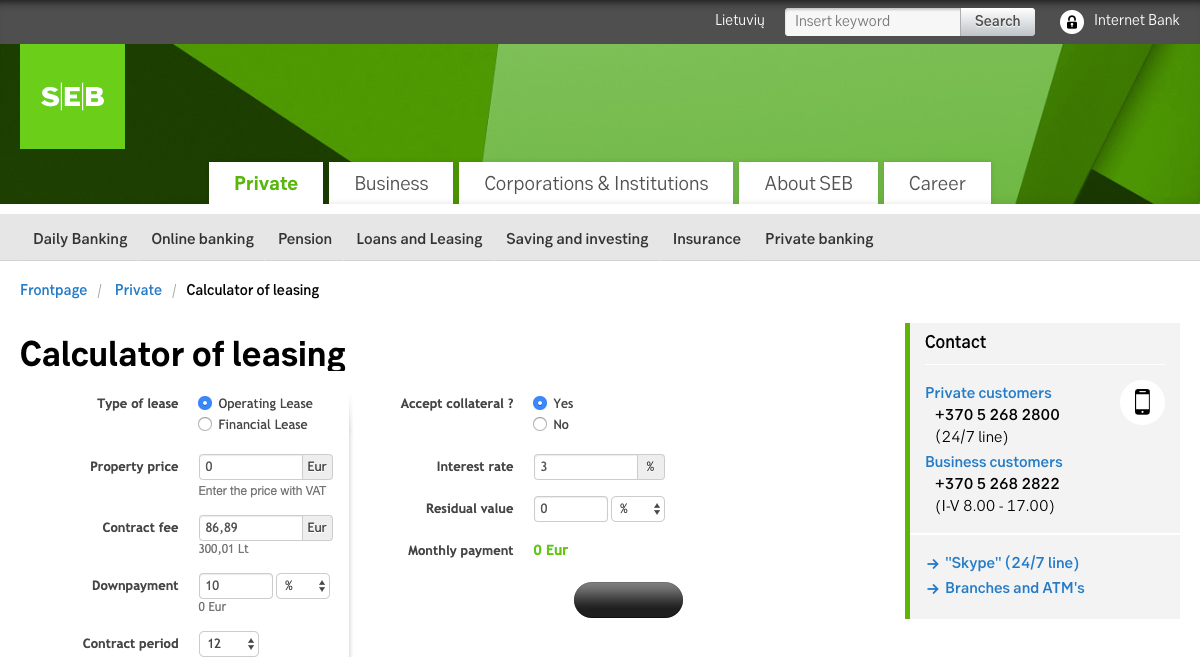 Lietuvių
Insert keyword
Search
Internet Bank
S|E|B
Private
Business
Corporations & Institutions
About SEB
Career
Daily Banking
Online banking
Pension
Loans and Leasing
Saving and investing
Insurance
Private banking
Frontpage / Private / Calculator of leasing
Calculator of leasing
Type of lease
Operating Lease
Financial Lease
Property price
0
Eur
Enter the price with VAT
Contract fee
86,89
Eur
300,01 Lt
Downpayment
10
%
0 Eur
Contract period
12
Accept collateral ?
Yes
No
Interest rate
3
%
Residual value
0
%
Monthly payment
0 Eur
Contact
Private customers
+370 5 268 2800
(24/7 line)
Business customers
+370 5 268 2822
(I-V 8.00 - 17.00)
→ "Skype" (24/7 line)
→ Branches and ATM's